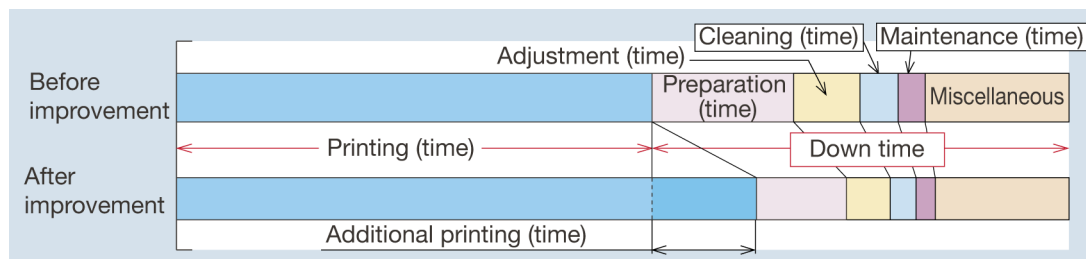 Cleaning (time)
Maintenance (time)
Adjustment (time)
Before
improvement
Preparation
(time)
Miscellaneous
Printing (time)
Down time
After
improvement
Additional printing (time)